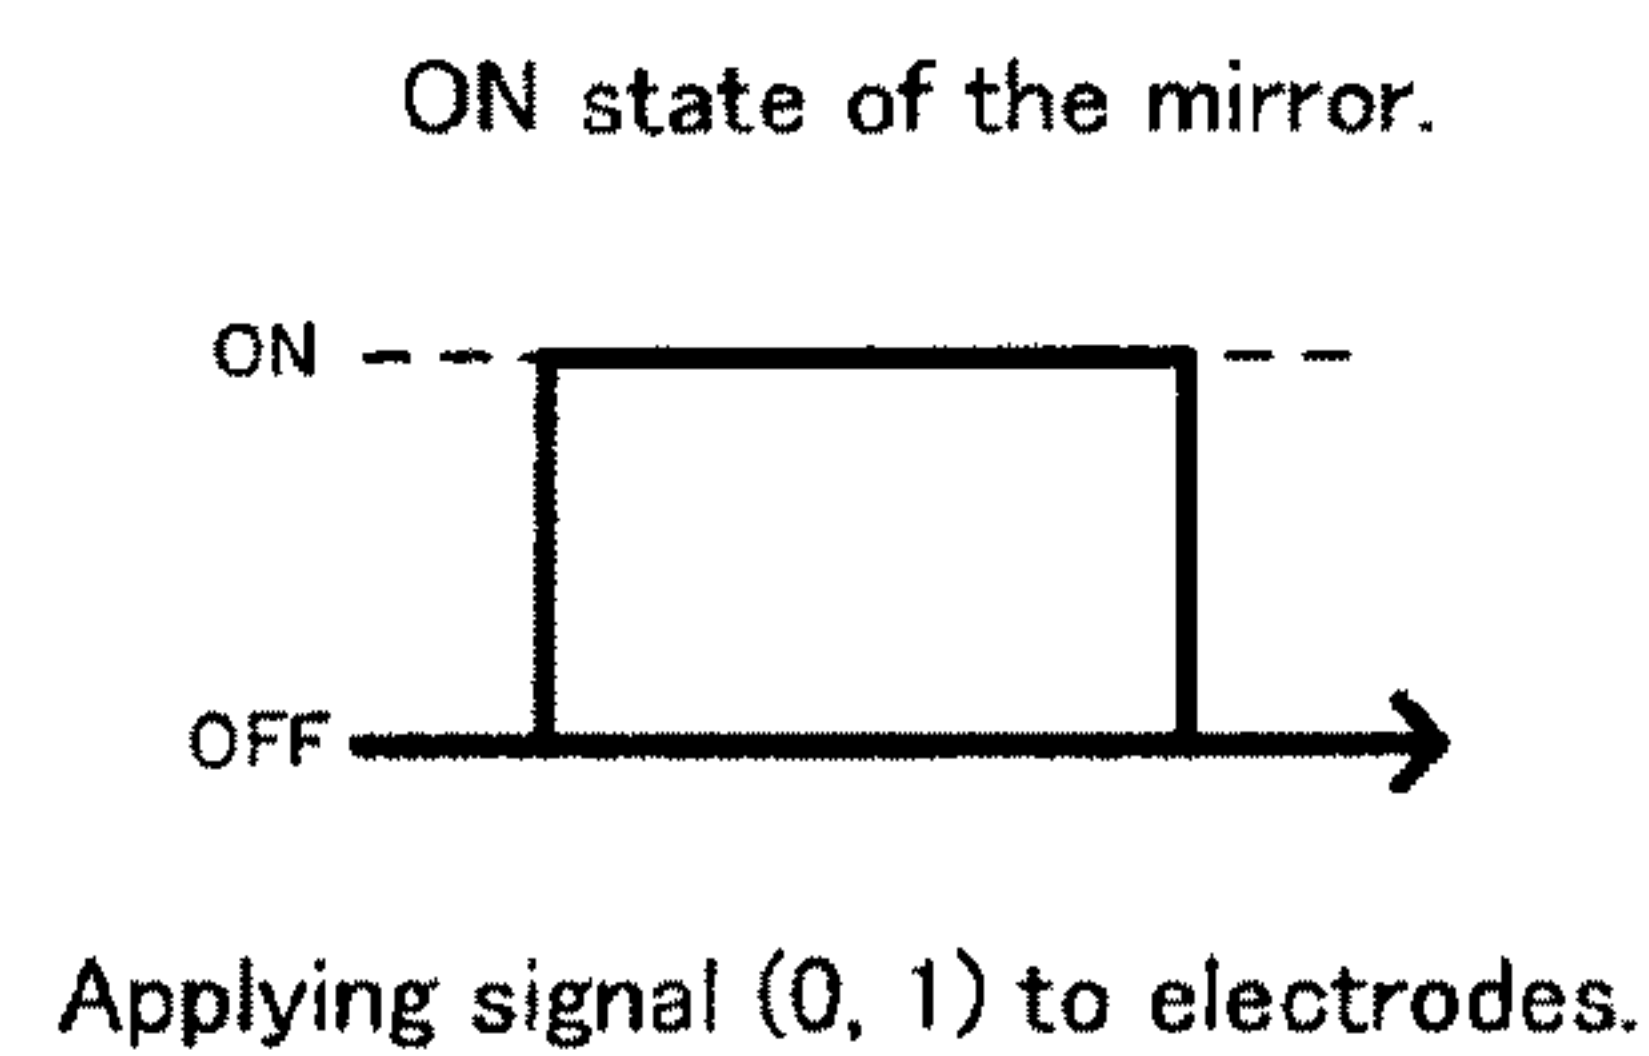 ON state of the mirror.
ON
OFF
Applying signal (0, 1) to electrodes.